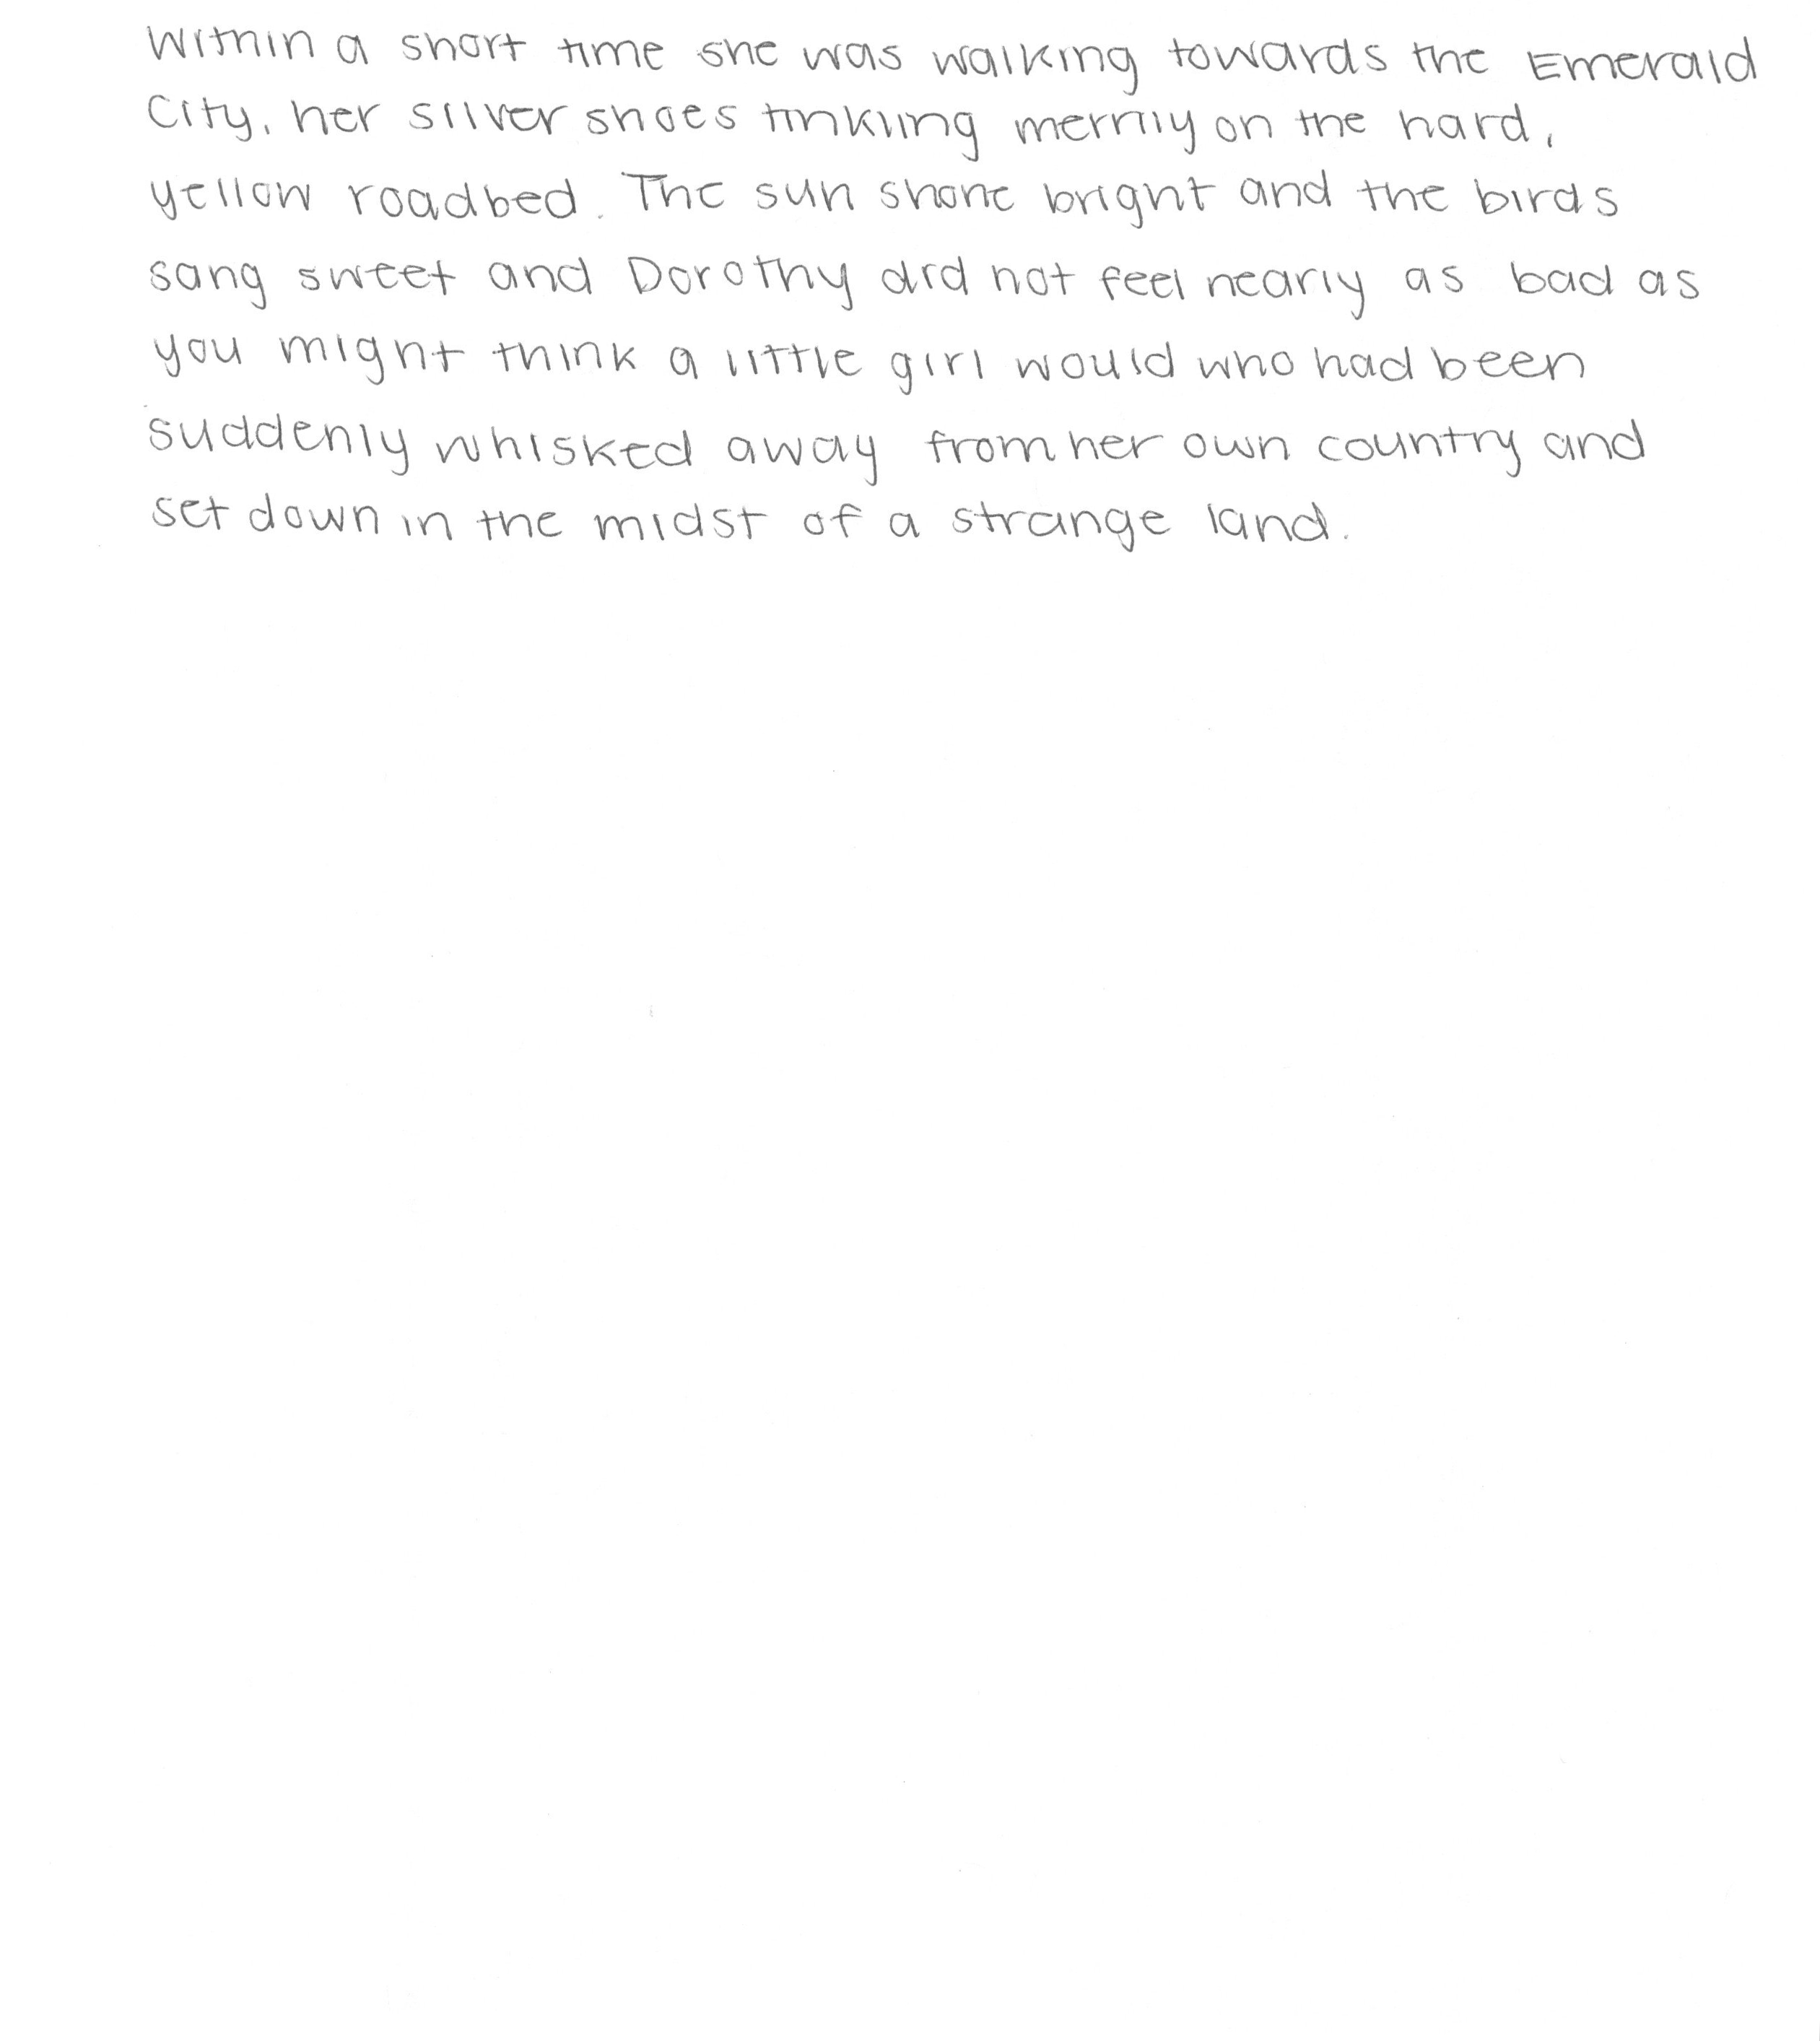 Within a short time she was walking towards the Emerald
City, her silver shoes tinkling merrily on the hard,
yellow roadbed. The sun shone bright and the birds
sang sweet and Dorothy did not feel nearly as bad as
you might think a little girl would who had been
suddenly whisked away from her own country and
set down in the midst of a strange land.